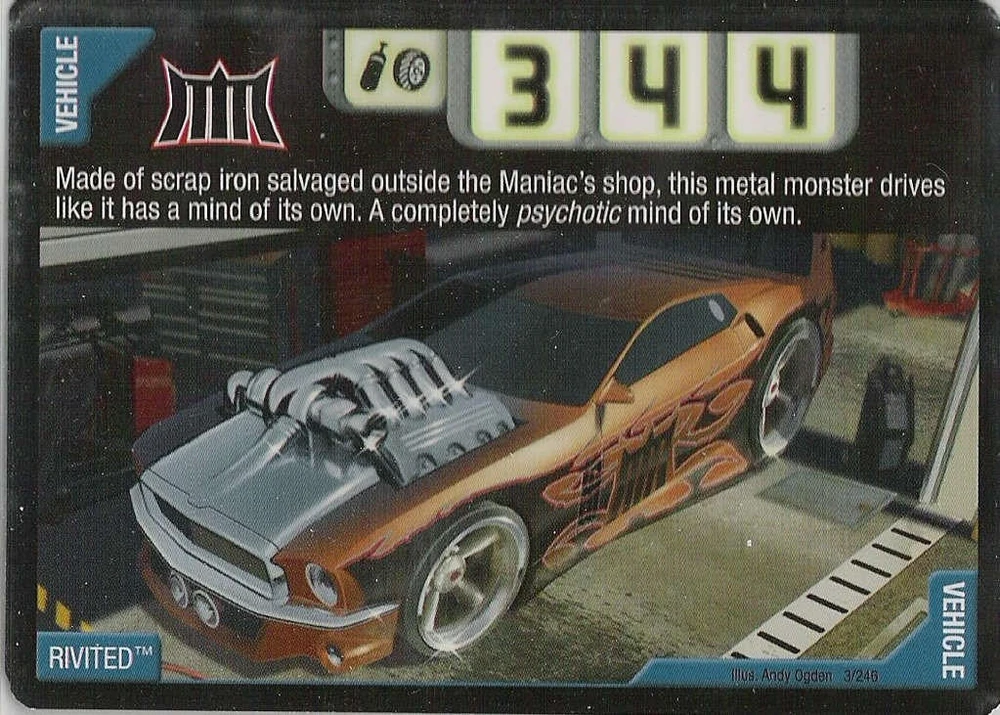 VEHICLE
3 4 4
Made of scrap iron salvaged outside the Maniac's shop, this metal monster drives
like it has a mind of its own. A completely psychotic mind of its own.
RIVITED™
Illus. Andy Ogden 3/246
VEHICLE